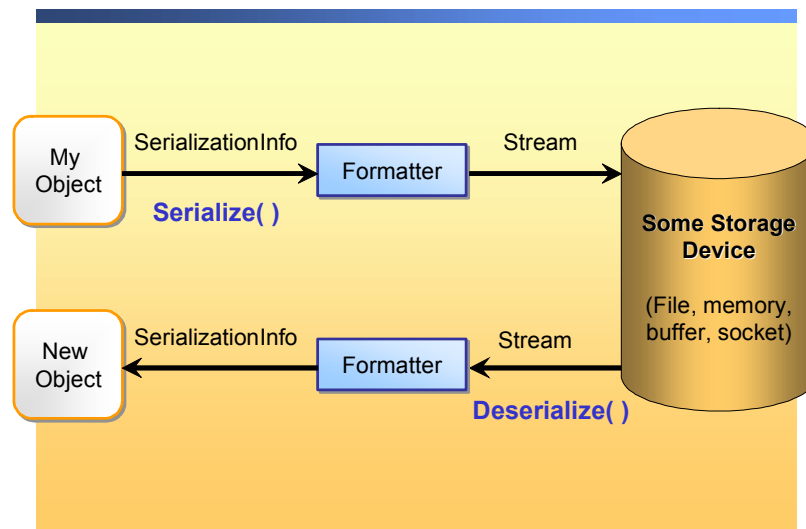 My
Object
SerializationInfo
Serialize( )
Formatter
Stream
Some Storage
Device
(File, memory,
buffer, socket)
New
Object
SerializationInfo
Formatter
Stream
Deserialize( )